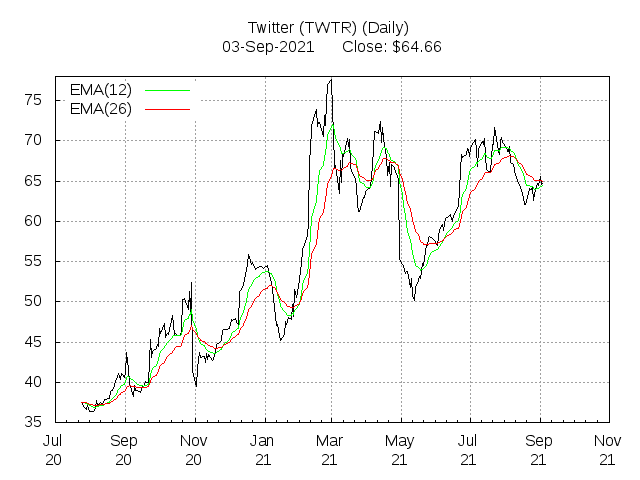 Twitter (TWTR) (Daily)
03-Sep-2021 Close: $64.66
EMA(12)
EMA(26)
75
70
65
60
55
50
45
40
35
Jul Sep Nov Jan Mar May Jul Sep Nov
20 20 20 21 21 21 21 21 21